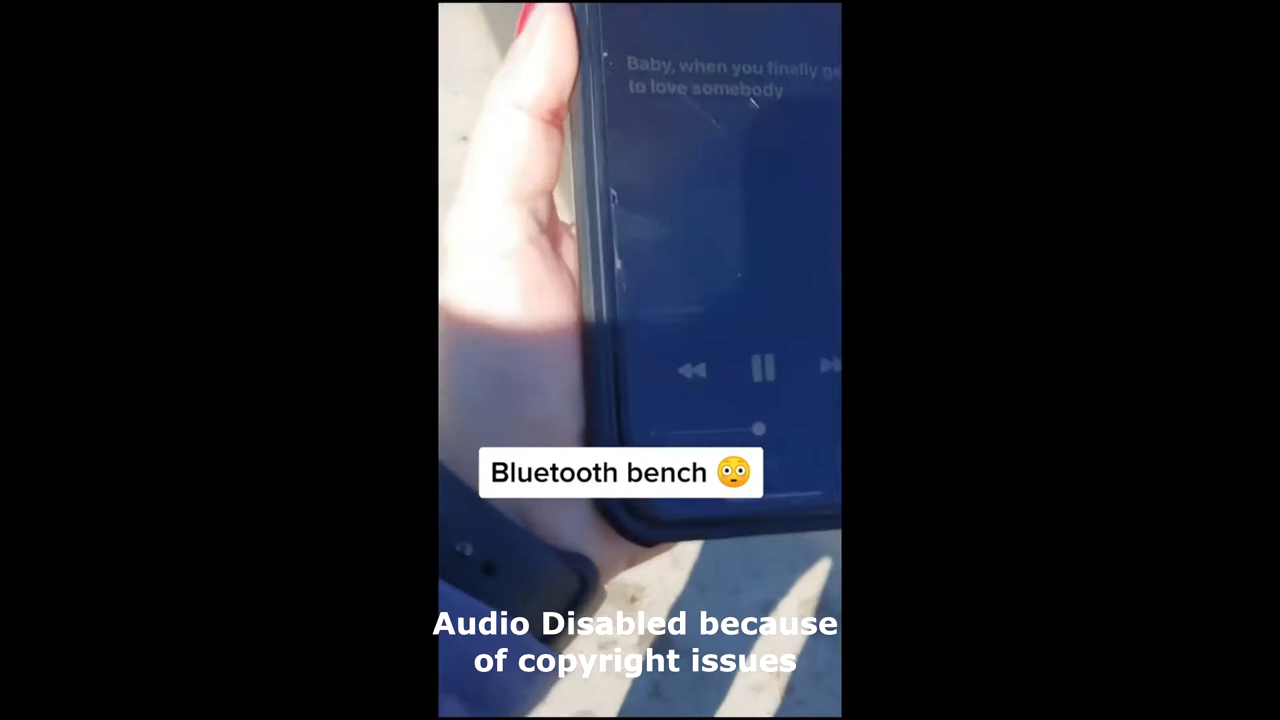 Baby, when you finally
to love somebody
Bluetooth bench 😳
Audio Disabled because
of copyright issues